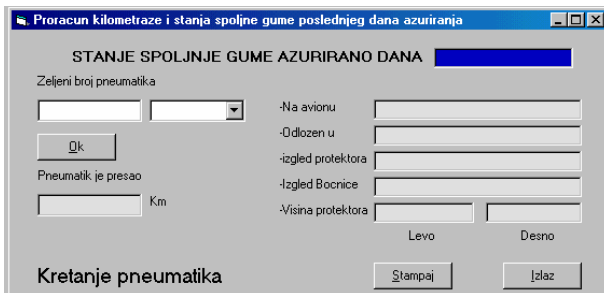 Proracun kilometraze i stanja spoljne gume poslednjeg dana azuriranja
STANJE SPOLJNJE GUME AZURIRANO DANA
Zeljeni broj pneumatika
Ok
Pneumatik je presao
Km
-Na avionu
-Odlozen u
-izgled protektora
-Izgled Bocnice
-Visina protektora
Levo Desno
Kretanje pneumatika
Stampaj Izlaz